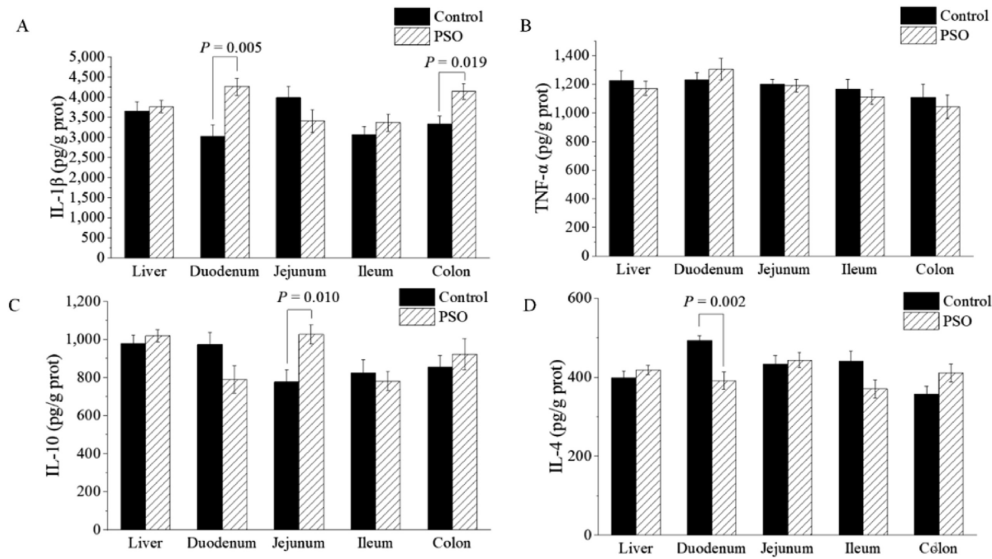 A
Control
PSO
P = 0.005
P = 0.019
IL-1β (pg/g prot)
5,000
4,500
4,000
3,500
3,000
2,500
2,000
1,500
1,000
500
0
Liver Duodenum Jejunum Ileum Colon
B
Control
PSO
TNF-α (pg/g prot)
1,400
1,200
1,000
800
600
400
200
0
Liver Duodenum Jejunum Ileum Colon
C
Control
PSO
P = 0.010
IL-10 (pg/g prot)
1,200
1,000
800
600
400
200
0
Liver Duodenum Jejunum Ileum Colon
D
Control
PSO
P = 0.002
IL-4 (pg/g prot)
600
400
200
0
Liver Duodenum Jejunum Ileum Colon